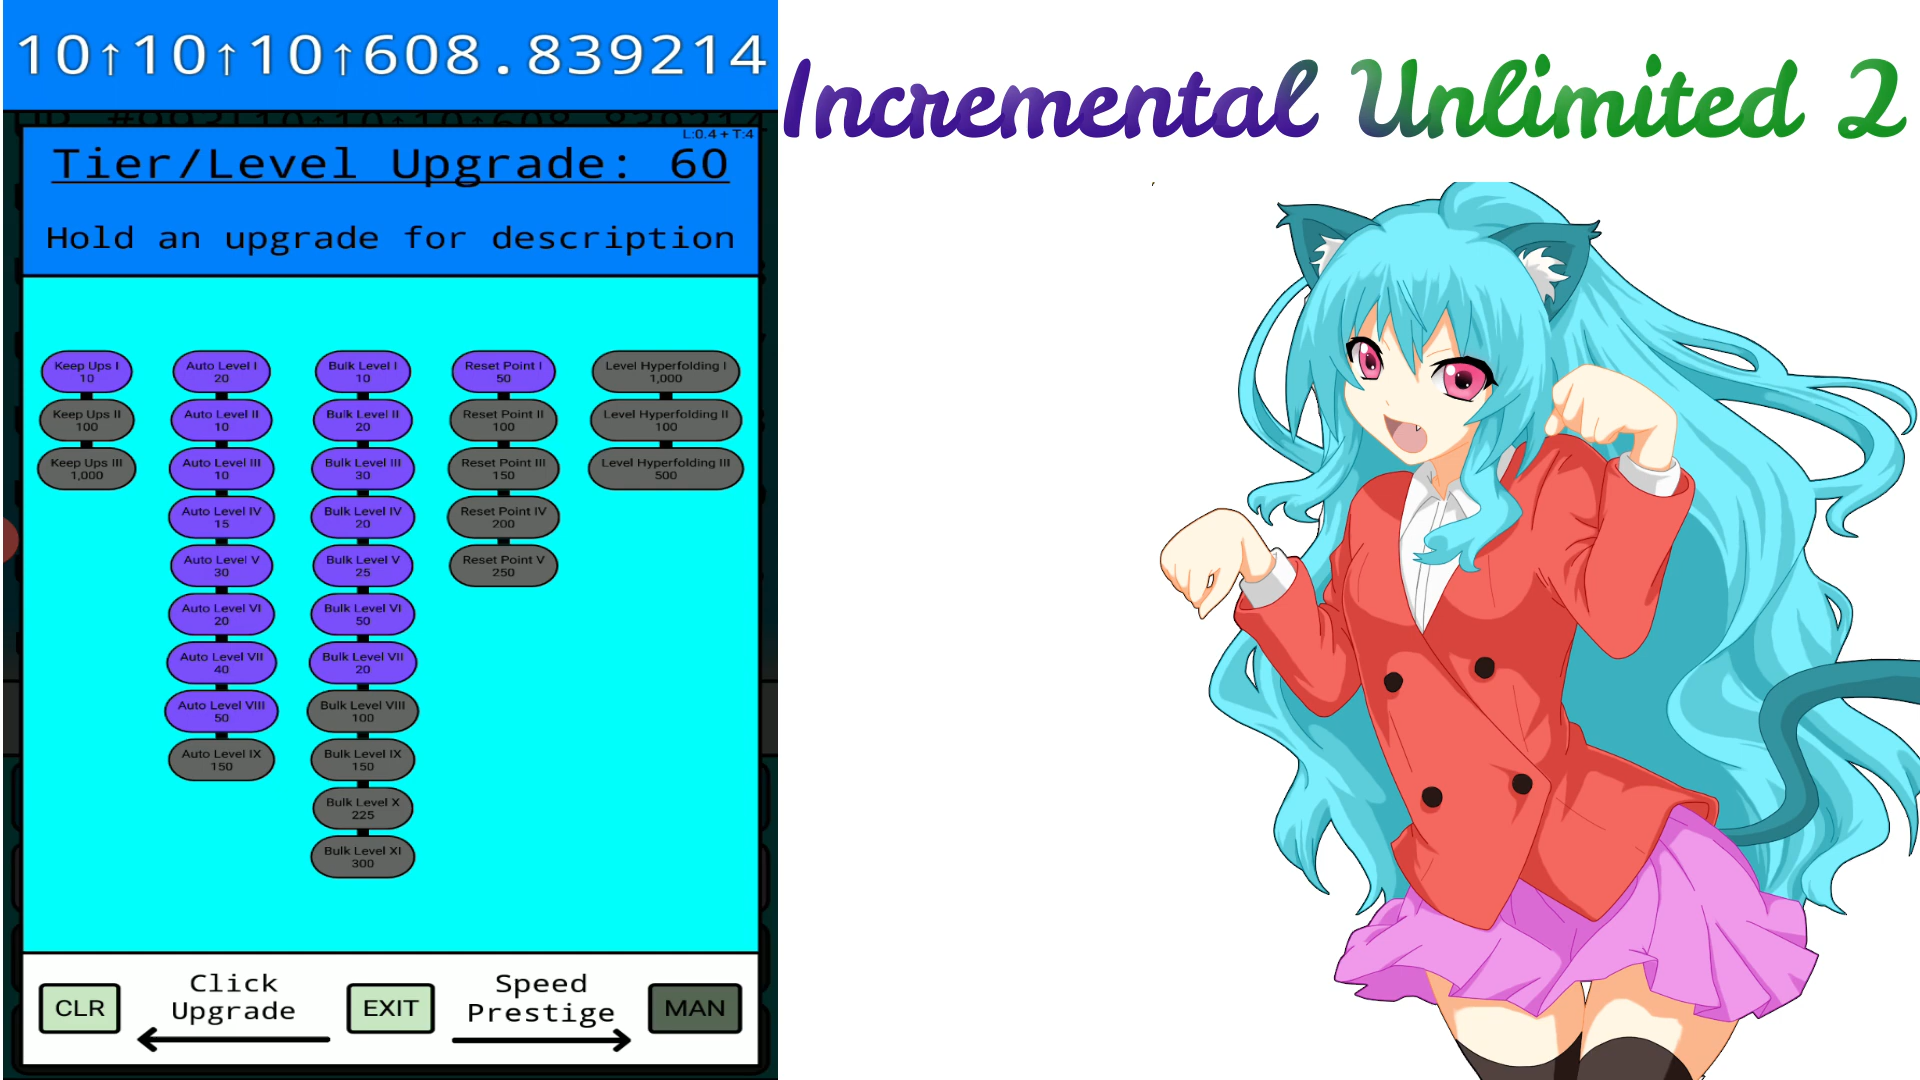 10↑10↑10↑608.839214
Incremental Unlimited 2
L:0.4 + T:4
Tier/Level Upgrade: 60
Hold an upgrade for description
Keep Ups I
10
Keep Ups II
100
Keep Ups III
1,000
Auto Level I
20
Auto Level II
10
Auto Level III
10
Auto Level IV
15
Auto Level V
30
Auto Level VI
20
Auto Level VII
40
Auto Level VIII
50
Auto Level IX
150
Bulk Level I
10
Bulk Level II
20
Bulk Level III
30
Bulk Level IV
20
Bulk Level V
25
Bulk Level VI
50
Bulk Level VII
20
Bulk Level VIII
100
Bulk Level IX
150
Bulk Level X
225
Bulk Level XI
300
Reset Point I
50
Reset Point II
100
Reset Point III
150
Reset Point IV
200
Reset Point V
250
Level Hyperfolding I
1,000
Level Hyperfolding II
100
Level Hyperfolding III
500
CLR
Click
Upgrade
EXIT
Speed
Prestige
MAN